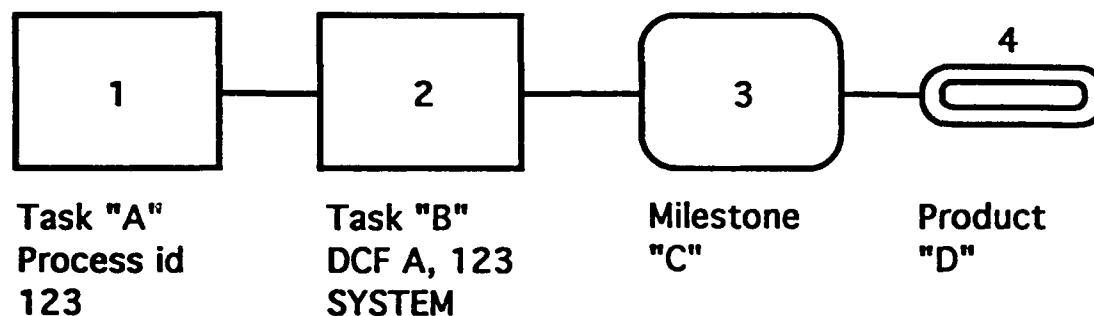 1
2
3
4
Task "A"
Process id
123
Task "B"
DCF A, 123
SYSTEM
Milestone
"C"
Product
"D"